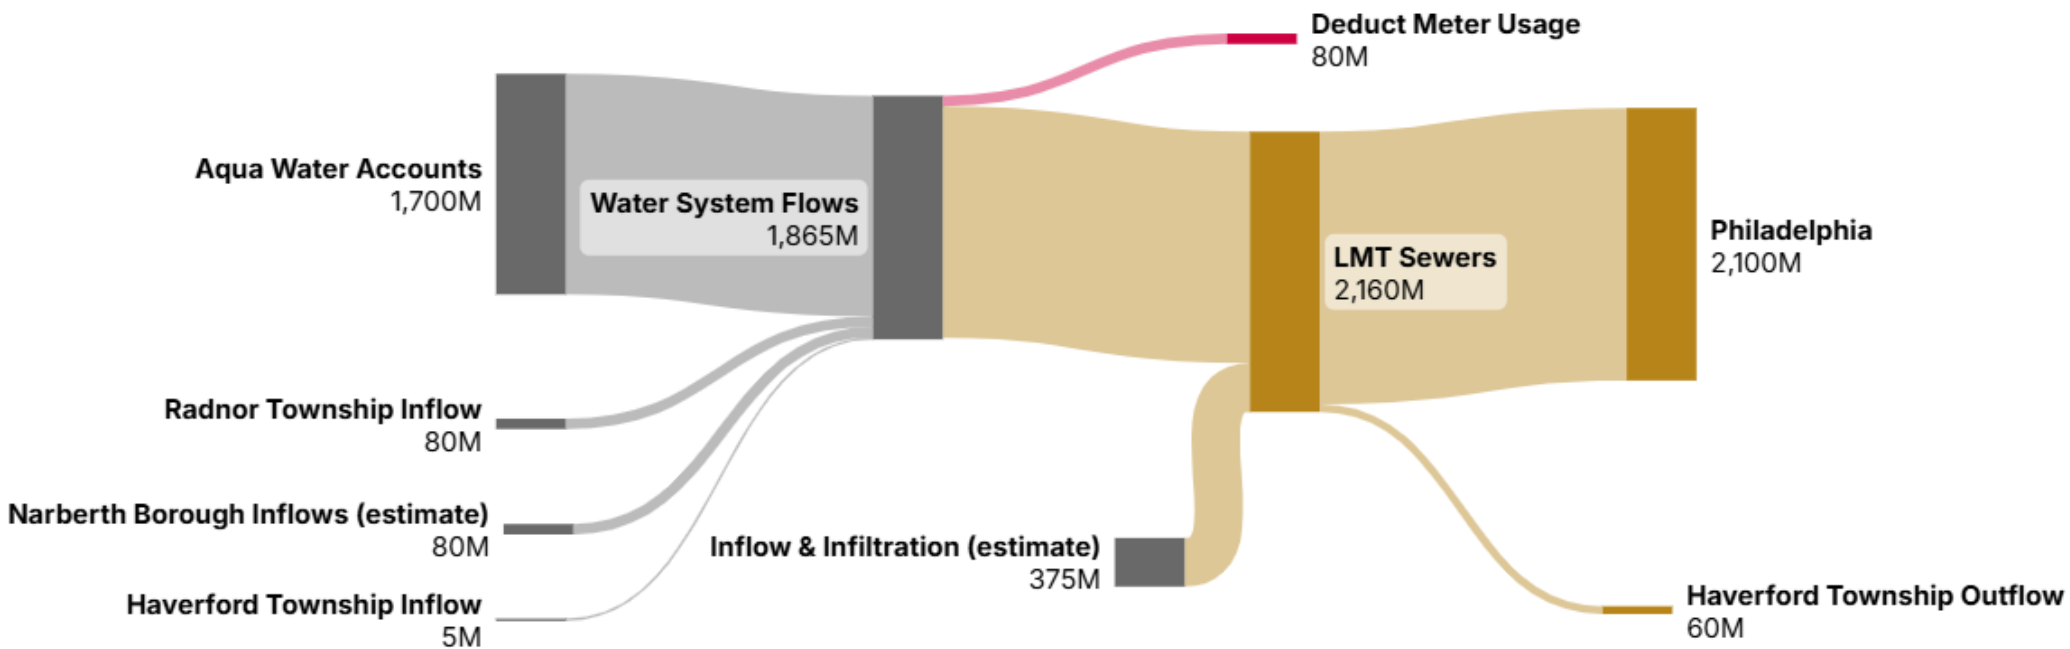 Deduct Meter Usage
80M
Aqua Water Accounts
1,700M
Water System Flows
1,865M
Philadelphia
2,100M
LMT Sewers
2,160M
Radnor Township Inflow
80M
Narberth Borough Inflows (estimate)
80M
Inflow & Infiltration (estimate)
375M
Haverford Township Inflow
5M
Haverford Township Outflow
60M